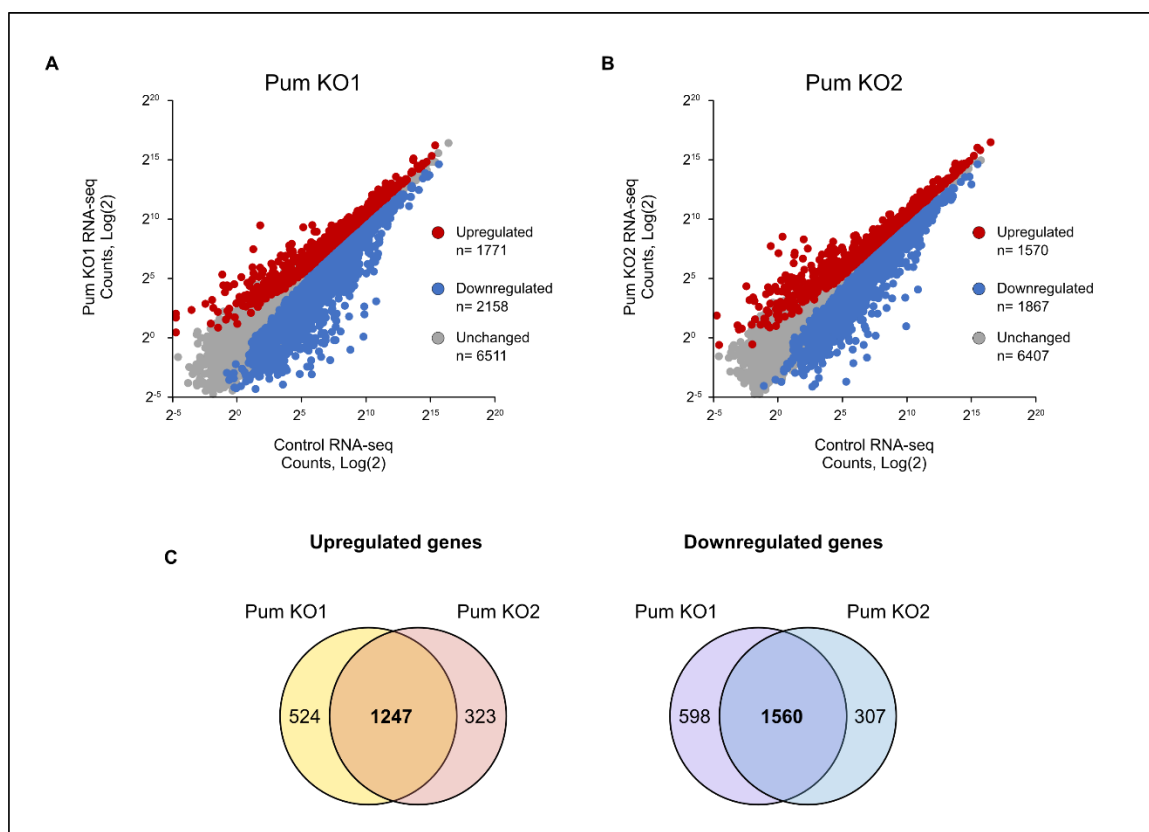 A
Pum KO1
2^20
2^15
2^10
2^5
2^0
2^-5
Pum KO1 RNA-seq
Counts, Log(2)
2^-5 2^0 2^5 2^10 2^15 2^20
Control RNA-seq
Counts, Log(2)
Upregulated
n= 1771
Downregulated
n= 2158
Unchanged
n= 6511
B
Pum KO2
2^20
2^15
2^10
2^5
2^0
2^-5
Pum KO2 RNA-seq
Counts, Log(2)
2^-5 2^0 2^5 2^10 2^15 2^20
Control RNA-seq
Counts, Log(2)
Upregulated
n= 1570
Downregulated
n= 1867
Unchanged
n= 6407
C
Upregulated genes
Pum KO1 Pum KO2
524 1247 323
Downregulated genes
Pum KO1 Pum KO2
598 1560 307